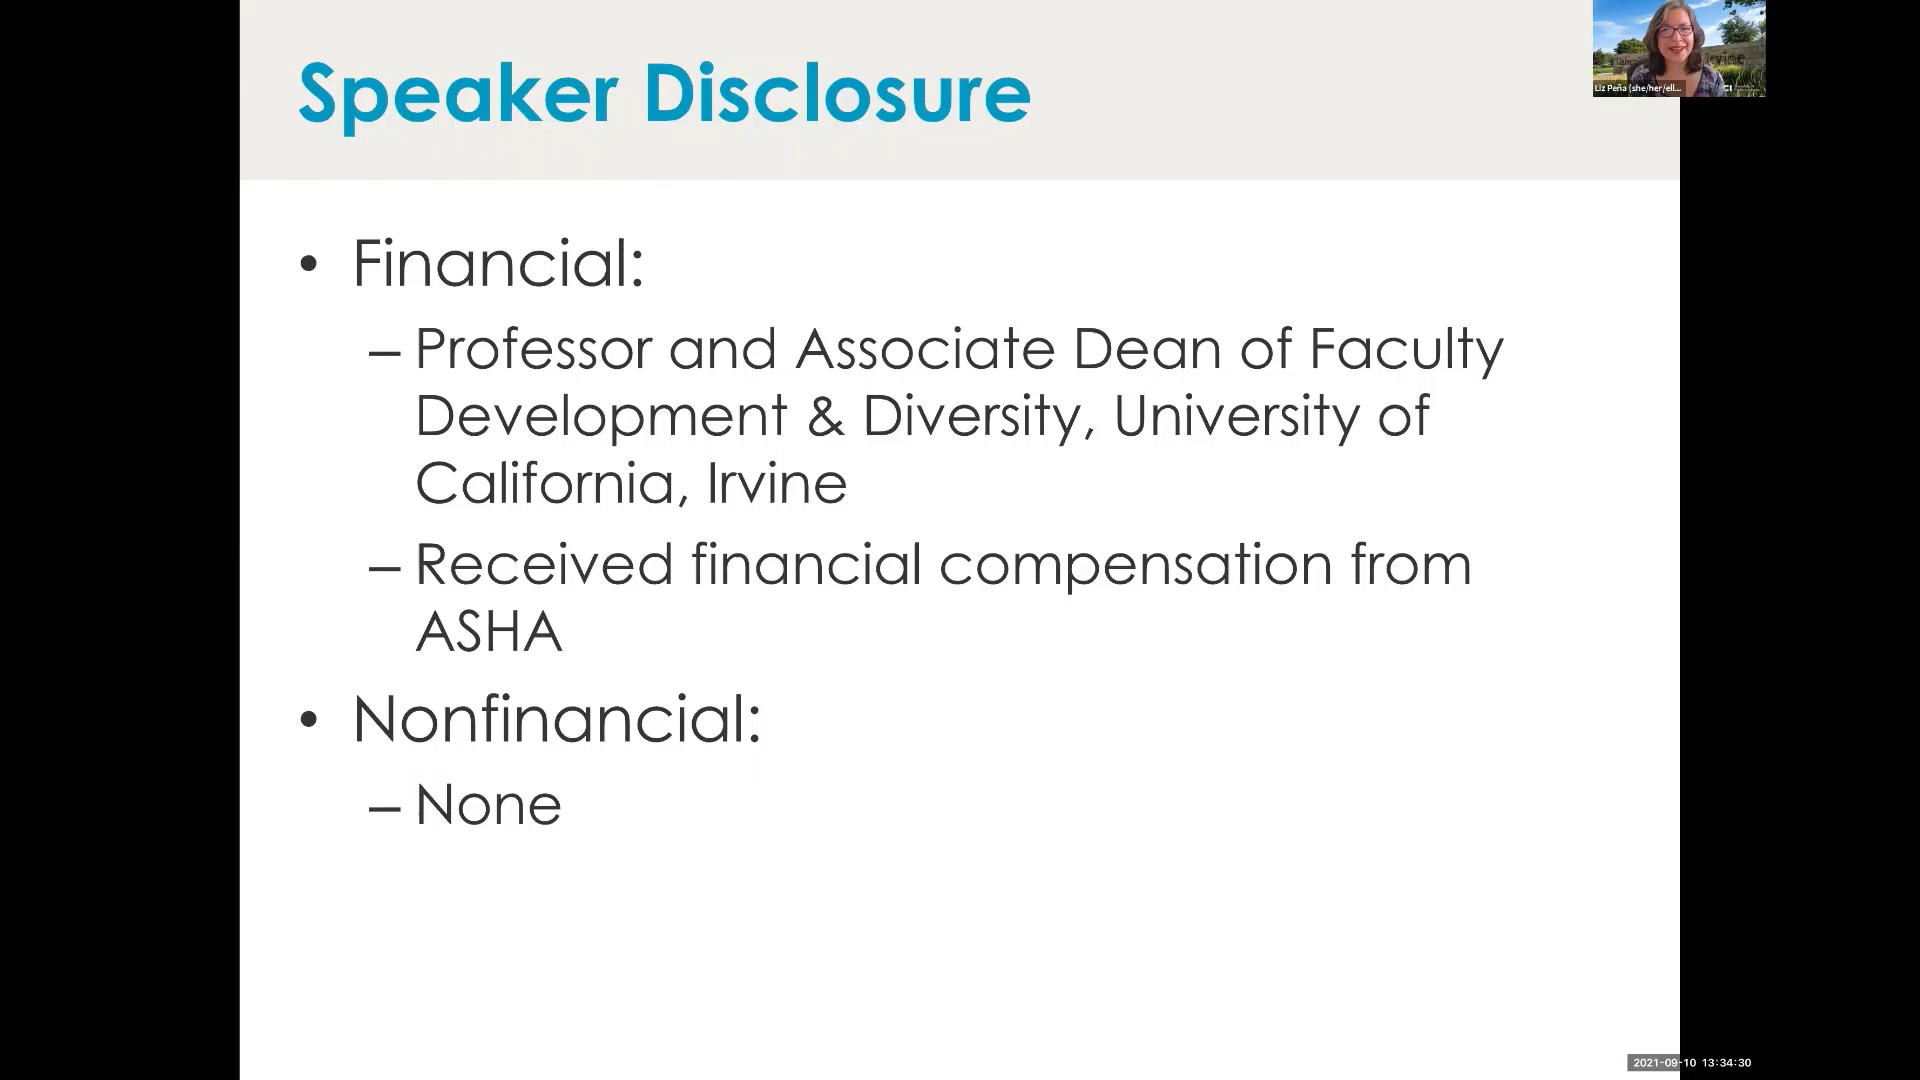 Speaker Disclosure
• Financial:
– Professor and Associate Dean of Faculty
Development & Diversity, University of
California, Irvine
– Received financial compensation from
ASHA
• Nonfinancial:
– None
Liz Peña (she/her/ell...
2021-09-10 13:34:30